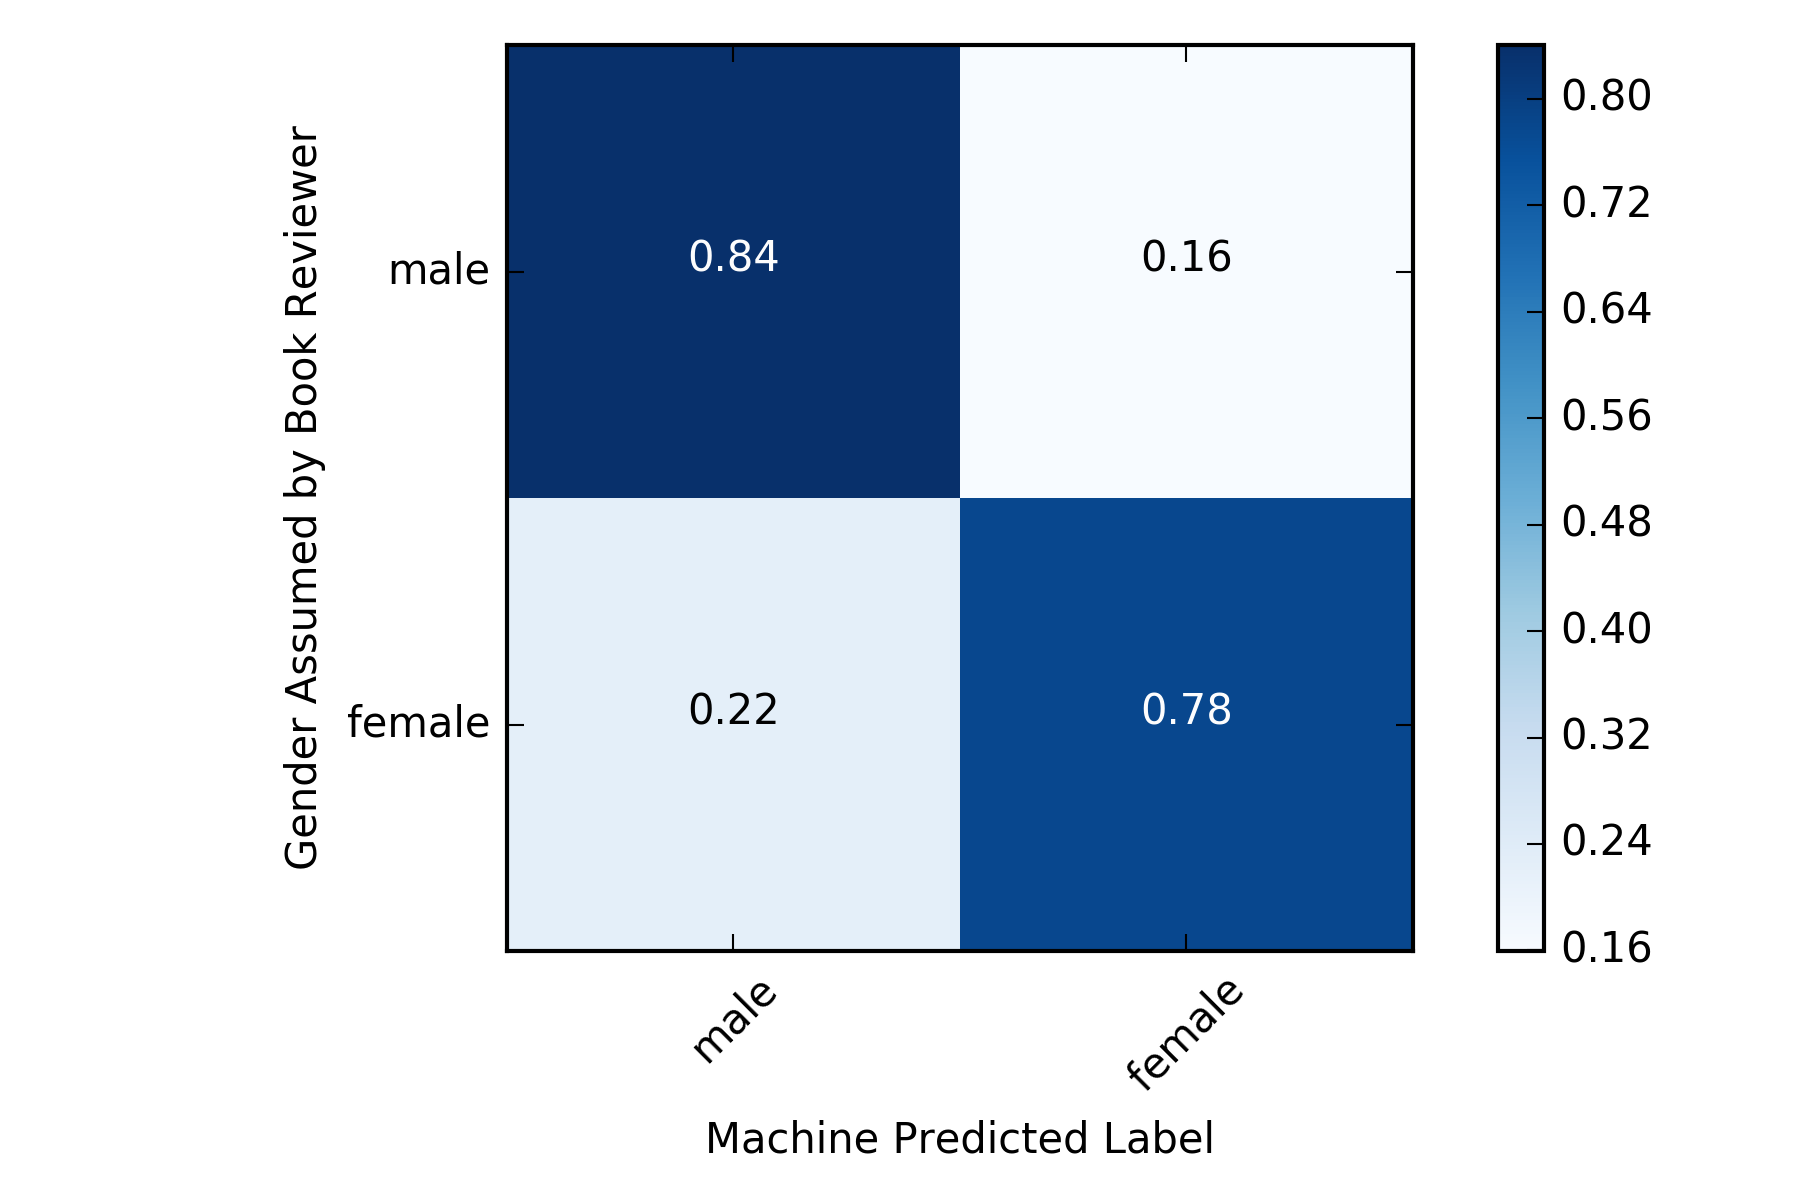 Gender Assumed by Book Reviewer
male
female
0.84
0.16
0.22
0.78
male
female
Machine Predicted Label
0.80
0.72
0.64
0.56
0.48
0.40
0.32
0.24
0.16